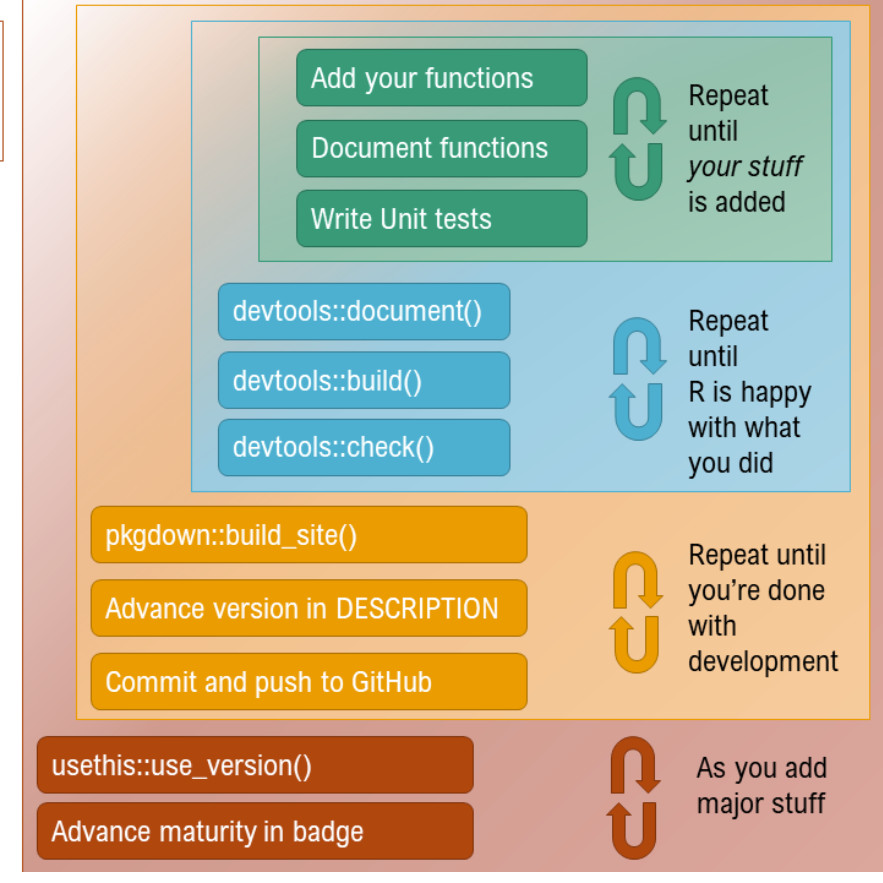 Add your functions
Document functions
Write Unit tests
Repeat
until
your stuff
is added
devtools::document()
devtools::build()
devtools::check()
Repeat
until
R is happy
with what
you did
pkgdown::build_site()
Advance version in DESCRIPTION
Commit and push to GitHub
Repeat until
you're done
with
development
usethis::use_version()
Advance maturity in badge
As you add
major stuff